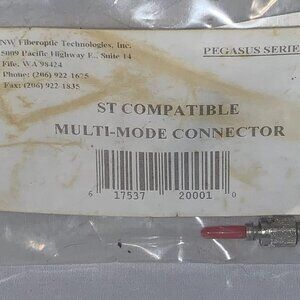 NW Fiberoptic Technologies, Inc.
5009 Pacific Highway E., Suite 14
Fife, WA 98424
Phone: (206) 922 1675
Fax: (206) 922 1835
PEGASUS SERIE
ST COMPATIBLE
MULTI-MODE CONNECTOR
6 17537 20001 0